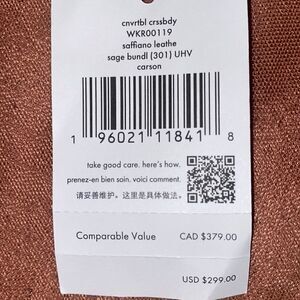 cnvrtbl crssbdy
WKR00119
saffiano leathe
sage bundl (301) UHV
carson
1 96021 11841 8
take good care. here's how.
prenez-en bien soin. voici comment.
请妥善维护。这里是具体做法。
Comparable Value CAD $379.00
USD $299.00